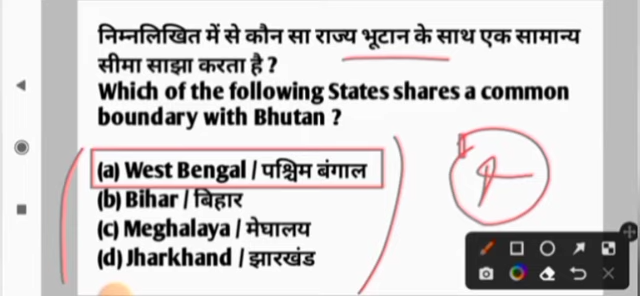 निम्नलिखित में से कौन सा राज्य भूटान के साथ एक सामान्य
सीमा साझा करता है ?
Which of the following States shares a common
boundary with Bhutan ?
(a) West Bengal / पश्चिम बंगाल
(b) Bihar / बिहार
(c) Meghalaya / मेघालय
(d) Jharkhand / झारखंड